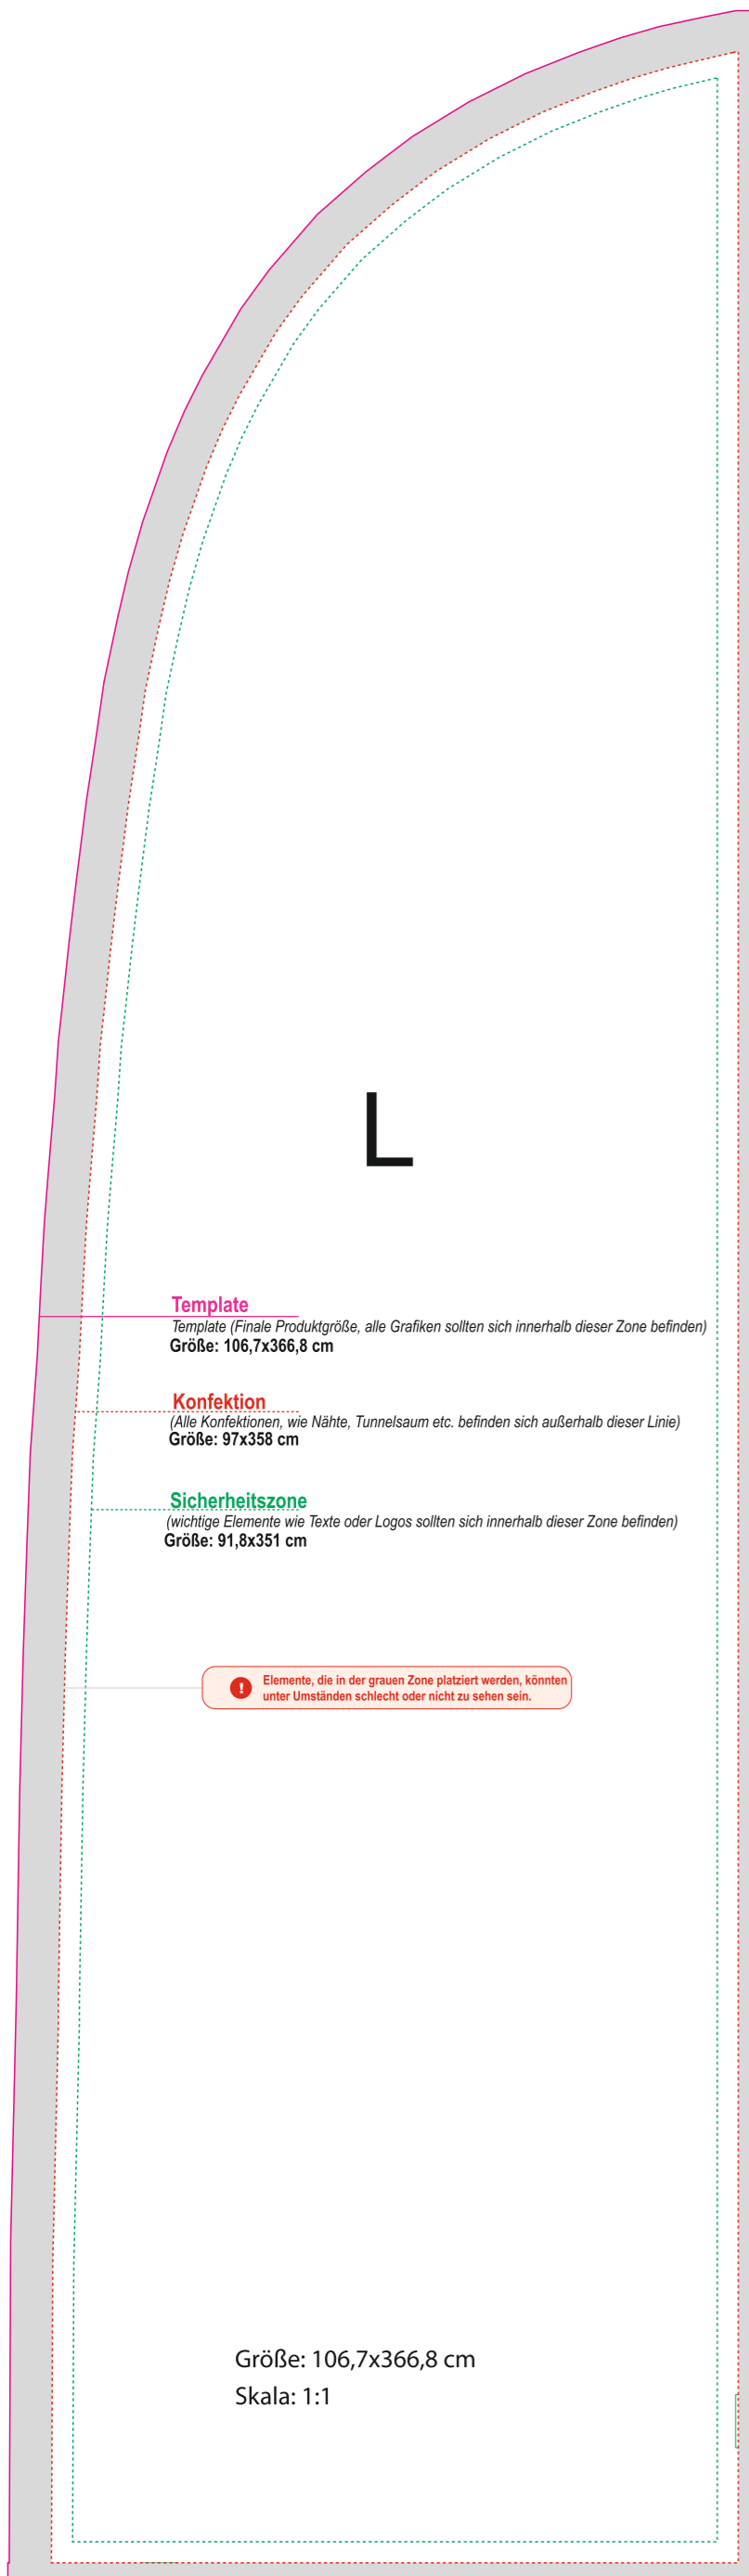 L
Template
Template (Finale Produktgröße, alle Grafiken sollten sich innerhalb dieser Zone befinden)
Größe: 106,7x366,8 cm
Konfektion
(Alle Konfektionen, wie Nähte, Tunnelsaum etc. befinden sich außerhalb dieser Linie)
Größe: 97x358 cm
Sicherheitszone
(wichtige Elemente wie Texte oder Logos sollten sich innerhalb dieser Zone befinden)
Größe: 91,8x351 cm
! Elemente, die in der grauen Zone platziert werden, könnten
unter Umständen schlecht oder nicht zu sehen sein.
Größe: 106,7x366,8 cm
Skala: 1:1